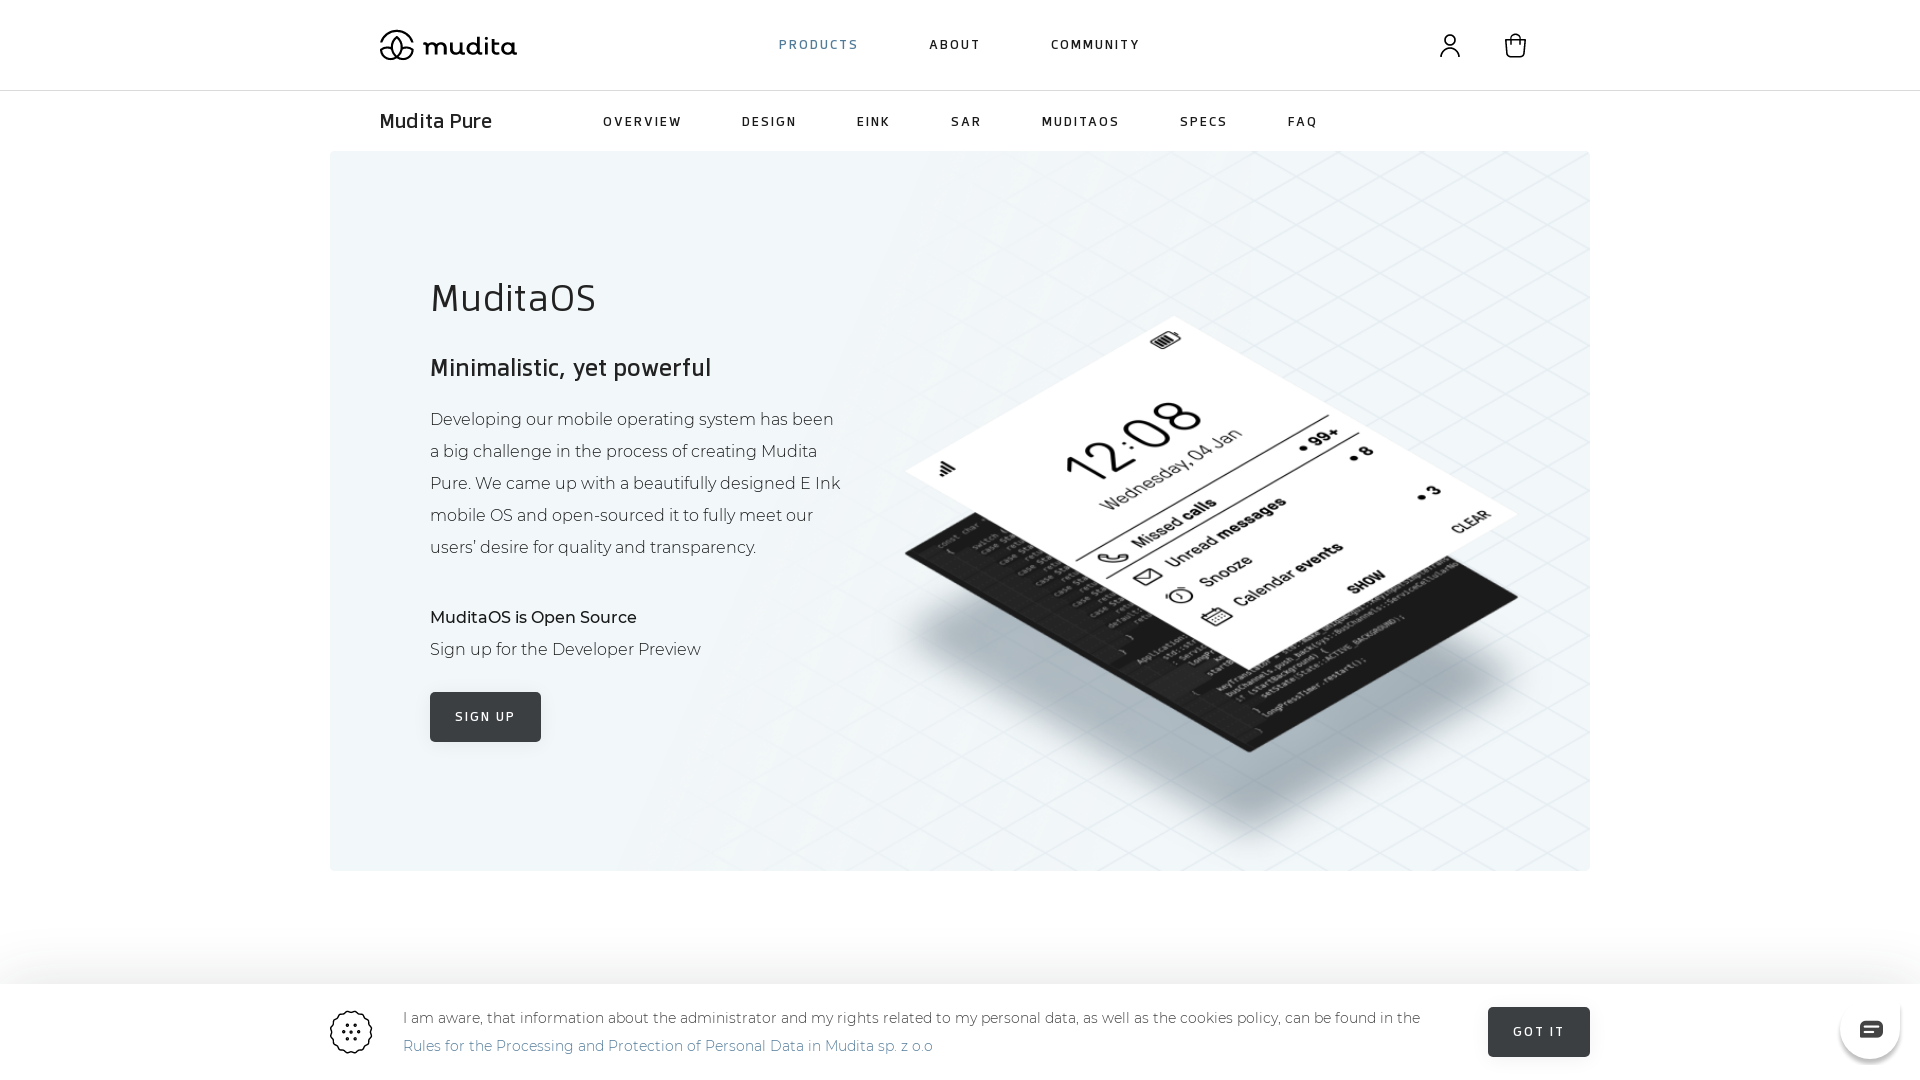 mudita
PRODUCTS
ABOUT
COMMUNITY
Mudita Pure
OVERVIEW
DESIGN
EINK
SAR
MUDITAOS
SPECS
FAQ
MuditaOS
Minimalistic, yet powerful
Developing our mobile operating system has been
a big challenge in the process of creating Mudita
Pure. We came up with a beautifully designed E Ink
mobile OS and open-sourced it to fully meet our
users’ desire for quality and transparency.
MuditaOS is Open Source
Sign up for the Developer Preview
SIGN UP
12:08
Wednesday, 04 Jan
Missed calls • 99+
Unread messages • 8
Snooze
Calendar events • 3
SHOW
CLEAR
const char
switch
longPressTimer.restart();
I am aware, that information about the administrator and my rights related to my personal data, as well as the cookies policy, can be found in the
Rules for the Processing and Protection of Personal Data in Mudita sp. z o.o
GOT IT